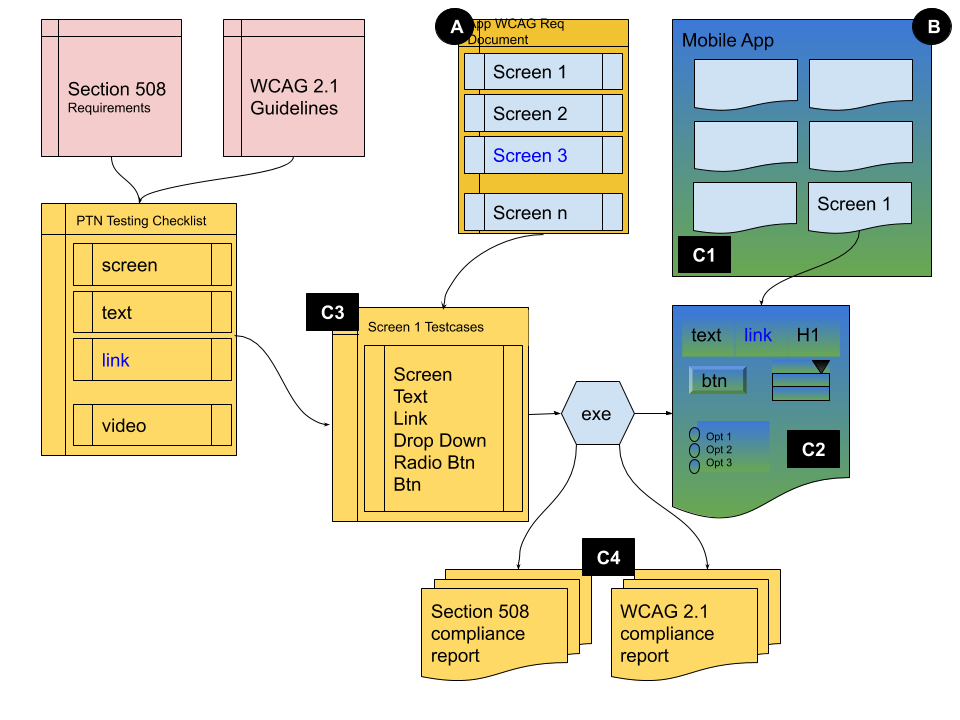 Section 508
Requirements
WCAG 2.1
Guidelines
A
App WCAG Req
Document
Screen 1
Screen 2
Screen 3
Screen n
B
Mobile App
Screen 1
C1
PTN Testing Checklist
screen
text
link
video
C3
Screen 1 Testcases
Screen
Text
Link
Drop Down
Radio Btn
Btn
exe
text link H1
btn
Opt 1
Opt 2
Opt 3
C2
C4
Section 508
compliance
report
WCAG 2.1
compliance
report